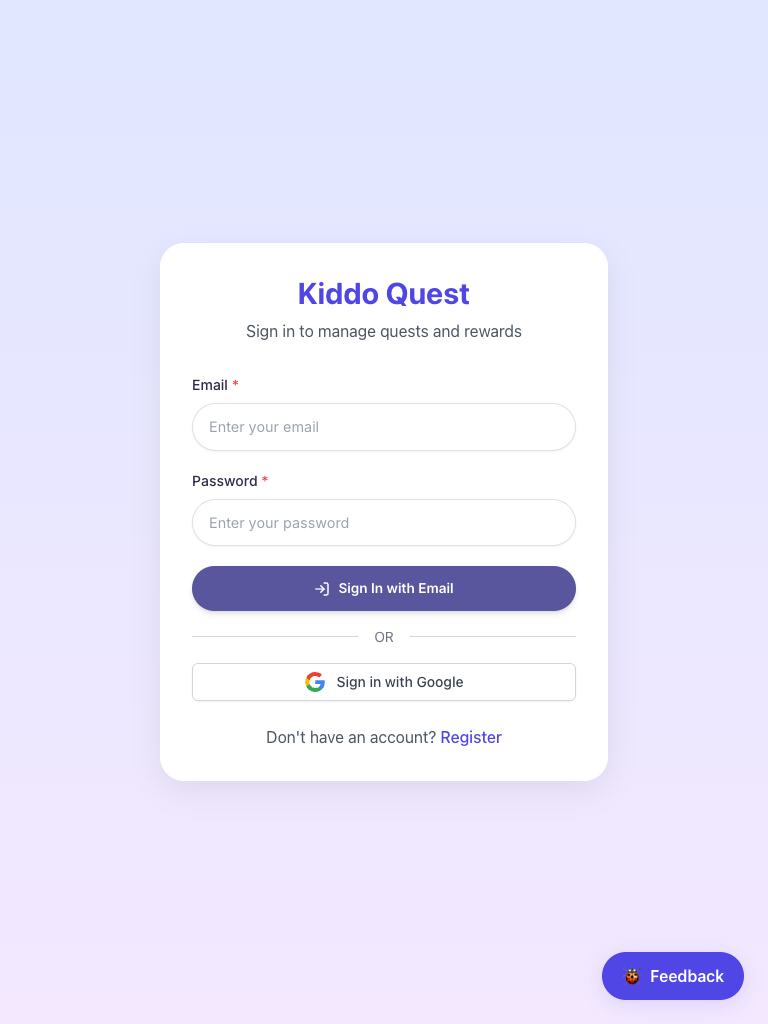 Kiddo Quest
Sign in to manage quests and rewards
Email *
Enter your email
Password *
Enter your password
Sign In with Email
OR
Sign in with Google
Don't have an account? Register
Feedback